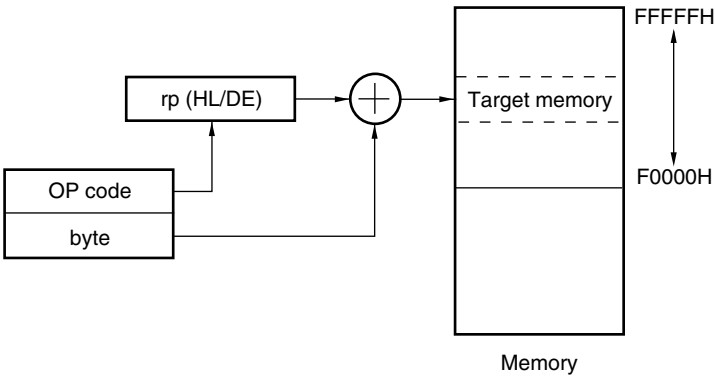 FFFFFH
rp (HL/DE)
Target memory
OP code
F0000H
byte
Memory